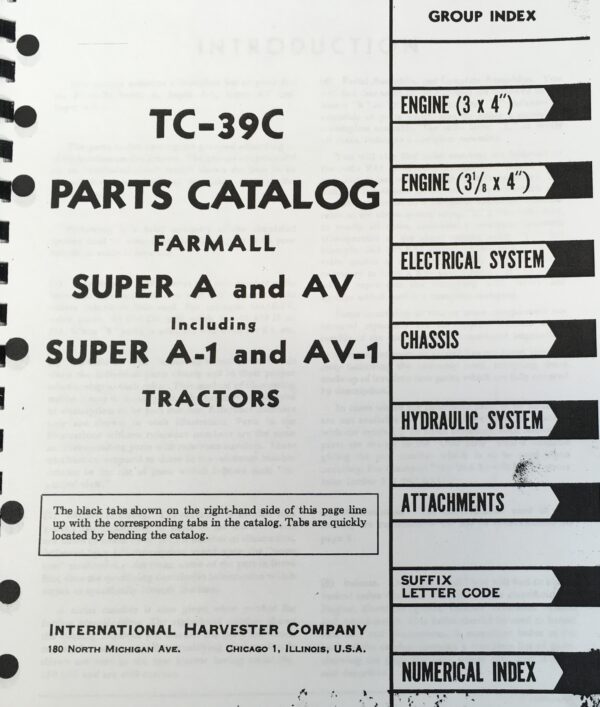 TC-39C
PARTS CATALOG
FARMALL
SUPER A and AV
Including
SUPER A-1 and AV-1
TRACTORS
The black tabs shown on the right-hand side of this page line
up with the corresponding tabs in the catalog. Tabs are quickly
located by bending the catalog.
INTERNATIONAL HARVESTER COMPANY
180 NORTH MICHIGAN AVE. CHICAGO 1, ILLINOIS, U.S.A.
GROUP INDEX
ENGINE (3 x 4")
ENGINE (3⅛ x 4")
ELECTRICAL SYSTEM
CHASSIS
HYDRAULIC SYSTEM
ATTACHMENTS
SUFFIX
LETTER CODE
NUMERICAL INDEX
INTRODUCTION